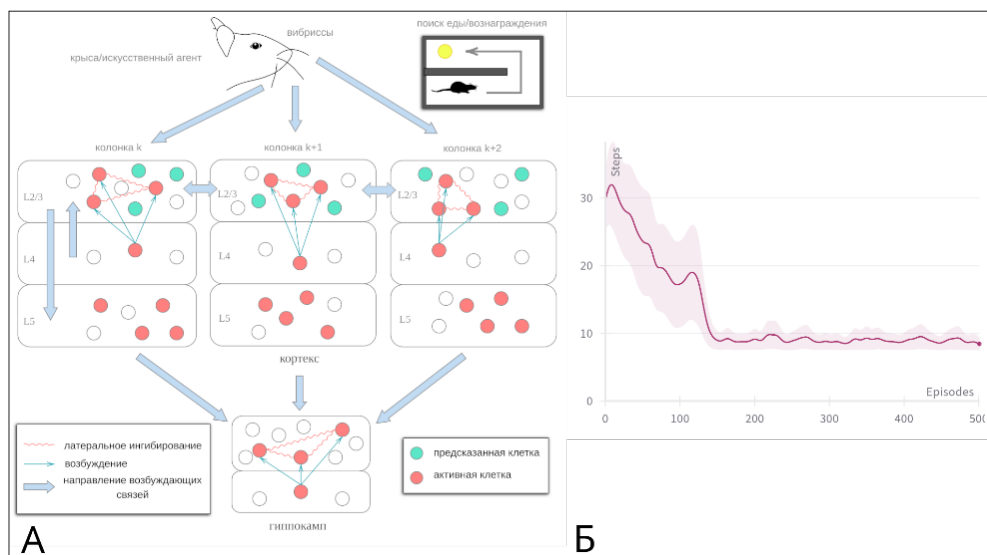 поиск еды/вознаграждения
вибриссы
крыса/искусственный агент
колонка k
колонка k+1
колонка k+2
L2/3
L2/3
L2/3
L4
L4
L4
L5
L5
L5
кортекс
латеральное ингибирование
возбуждение
направление возбуждающих
связей
предсказанная клетка
активная клетка
гиппокамп
А
Steps
30
20
10
0
Episodes
0
100
200
300
400
500
Б